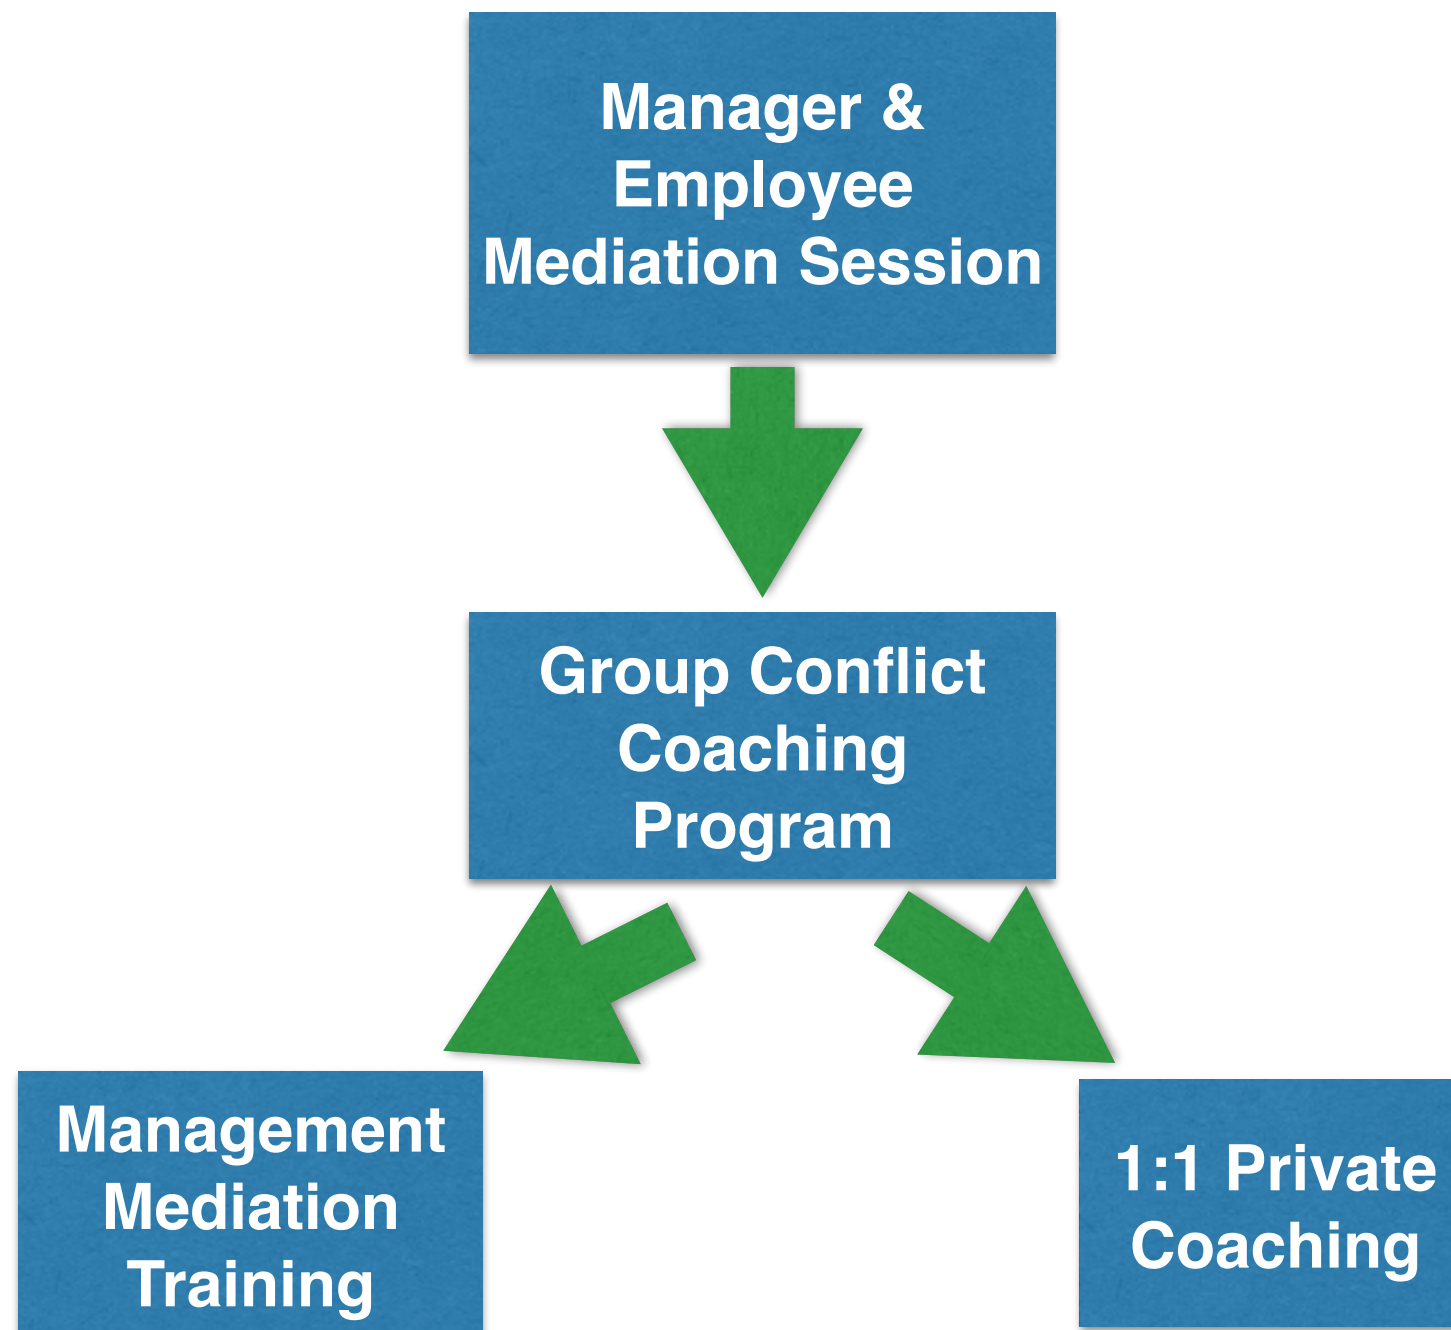 Manager &
Employee
Mediation Session
Group Conflict
Coaching
Program
Management
Mediation
Training
1:1 Private
Coaching